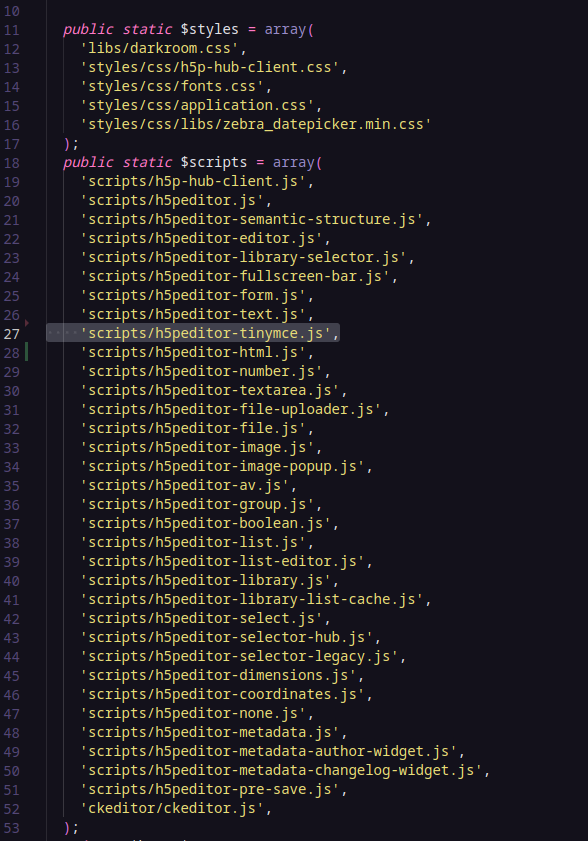 10
11 public static $styles = array(
12 'libs/darkroom.css',
13 'styles/css/h5p-hub-client.css',
14 'styles/css/fonts.css',
15 'styles/css/application.css',
16 'styles/css/libs/zebra_datepicker.min.css'
17 );
18 public static $scripts = array(
19 'scripts/h5p-hub-client.js',
20 'scripts/h5peditor.js',
21 'scripts/h5peditor-semantic-structure.js',
22 'scripts/h5peditor-editor.js',
23 'scripts/h5peditor-library-selector.js',
24 'scripts/h5peditor-fullscreen-bar.js',
25 'scripts/h5peditor-form.js',
26 'scripts/h5peditor-text.js',
27 'scripts/h5peditor-tinymce.js',
28 'scripts/h5peditor-html.js',
29 'scripts/h5peditor-number.js',
30 'scripts/h5peditor-textarea.js',
31 'scripts/h5peditor-file-uploader.js',
32 'scripts/h5peditor-file.js',
33 'scripts/h5peditor-image.js',
34 'scripts/h5peditor-image-popup.js',
35 'scripts/h5peditor-av.js',
36 'scripts/h5peditor-group.js',
37 'scripts/h5peditor-boolean.js',
38 'scripts/h5peditor-list.js',
39 'scripts/h5peditor-list-editor.js',
40 'scripts/h5peditor-library.js',
41 'scripts/h5peditor-library-list-cache.js',
42 'scripts/h5peditor-select.js',
43 'scripts/h5peditor-selector-hub.js',
44 'scripts/h5peditor-selector-legacy.js',
45 'scripts/h5peditor-dimensions.js',
46 'scripts/h5peditor-coordinates.js',
47 'scripts/h5peditor-none.js',
48 'scripts/h5peditor-metadata.js',
49 'scripts/h5peditor-metadata-author-widget.js',
50 'scripts/h5peditor-metadata-changelog-widget.js',
51 'scripts/h5peditor-pre-save.js',
52 'ckeditor/ckeditor.js',
53 );